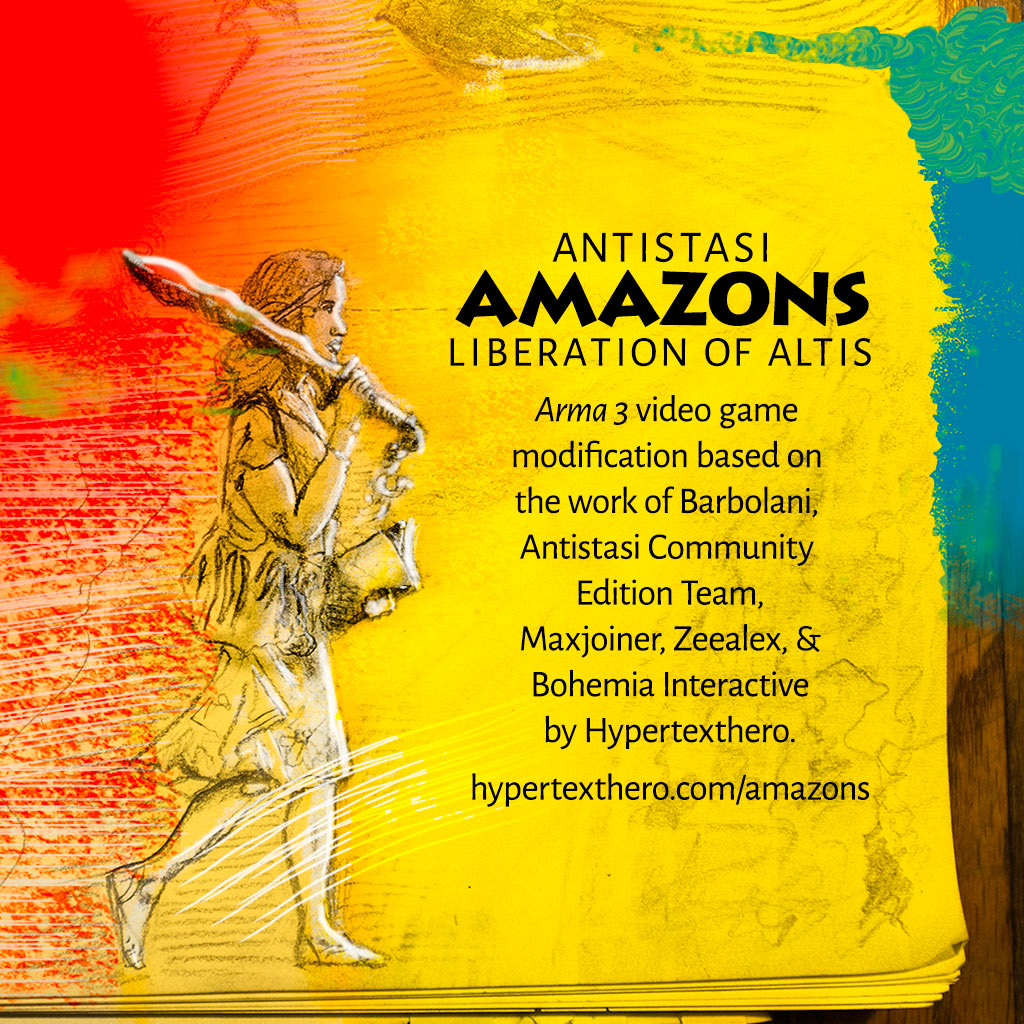 ANTISTASI
AMAZONS
LIBERATION OF ALTIS
Arma 3 video game
modification based on
the work of Barbolani,
Antistasi Community
Edition Team,
Maxjoiner, Zeealex, &
Bohemia Interactive
by Hypertexthero.
hypertexthero.com/amazons